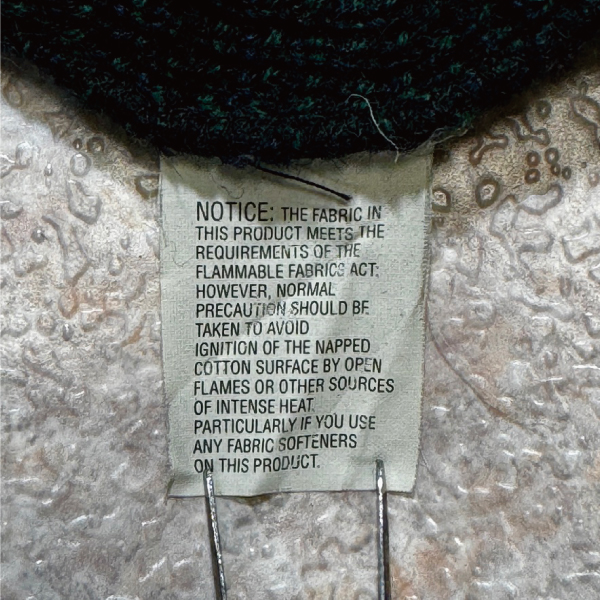 NOTICE: THE FABRIC IN
THIS PRODUCT MEETS THE
REQUIREMENTS OF THE
FLAMMABLE FABRICS ACT;
HOWEVER, NORMAL
PRECAUTION SHOULD BE
TAKEN TO AVOID
IGNITION OF THE NAPPED
COTTON SURFACE BY OPEN
FLAMES OR OTHER SOURCES
OF INTENSE HEAT.
PARTICULARLY IF YOU USE
ANY FABRIC SOFTENERS
ON THIS PRODUCT.